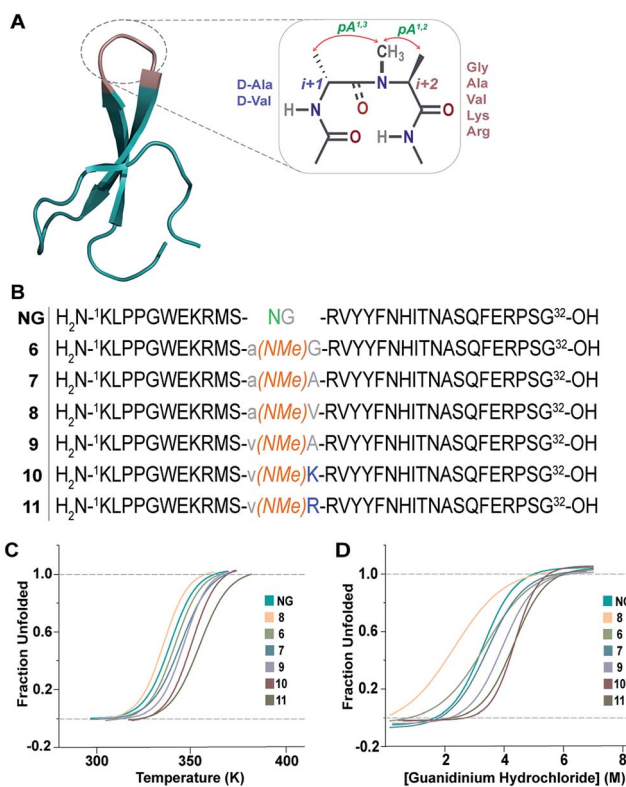 A
pA1,3 pA1,2
CH3
D-Ala
D-Val
i+1
N
i+2
Gly
Ala
Val
Lys
Arg
H
N
O
O
O
H
N
B
NG H2N-1KLPPGWEKRMS- NG -RVYYFNHITNASQFERPSG32-OH
6 H2N-1KLPPGWEKRMS-a(NMe)G-RVYYFNHITNASQFERPSG32-OH
7 H2N-1KLPPGWEKRMS-a(NMe)A-RVYYFNHITNASQFERPSG32-OH
8 H2N-1KLPPGWEKRMS-a(NMe)V-RVYYFNHITNASQFERPSG32-OH
9 H2N-1KLPPGWEKRMS-v(NMe)A-RVYYFNHITNASQFERPSG32-OH
10 H2N-1KLPPGWEKRMS-v(NMe)K-RVYYFNHITNASQFERPSG32-OH
11 H2N-1KLPPGWEKRMS-v(NMe)R-RVYYFNHITNASQFERPSG32-OH
C
Fraction Unfolded
1.0
0.6
0.2
-0.2
300 350 400
Temperature (K)
NG
8
6
7
9
10
11
D
Fraction Unfolded
1.0
0.6
0.2
-0.2
2 4 6 8
[Guanidinium Hydrochloride] (M)
NG
8
6
7
9
10
11